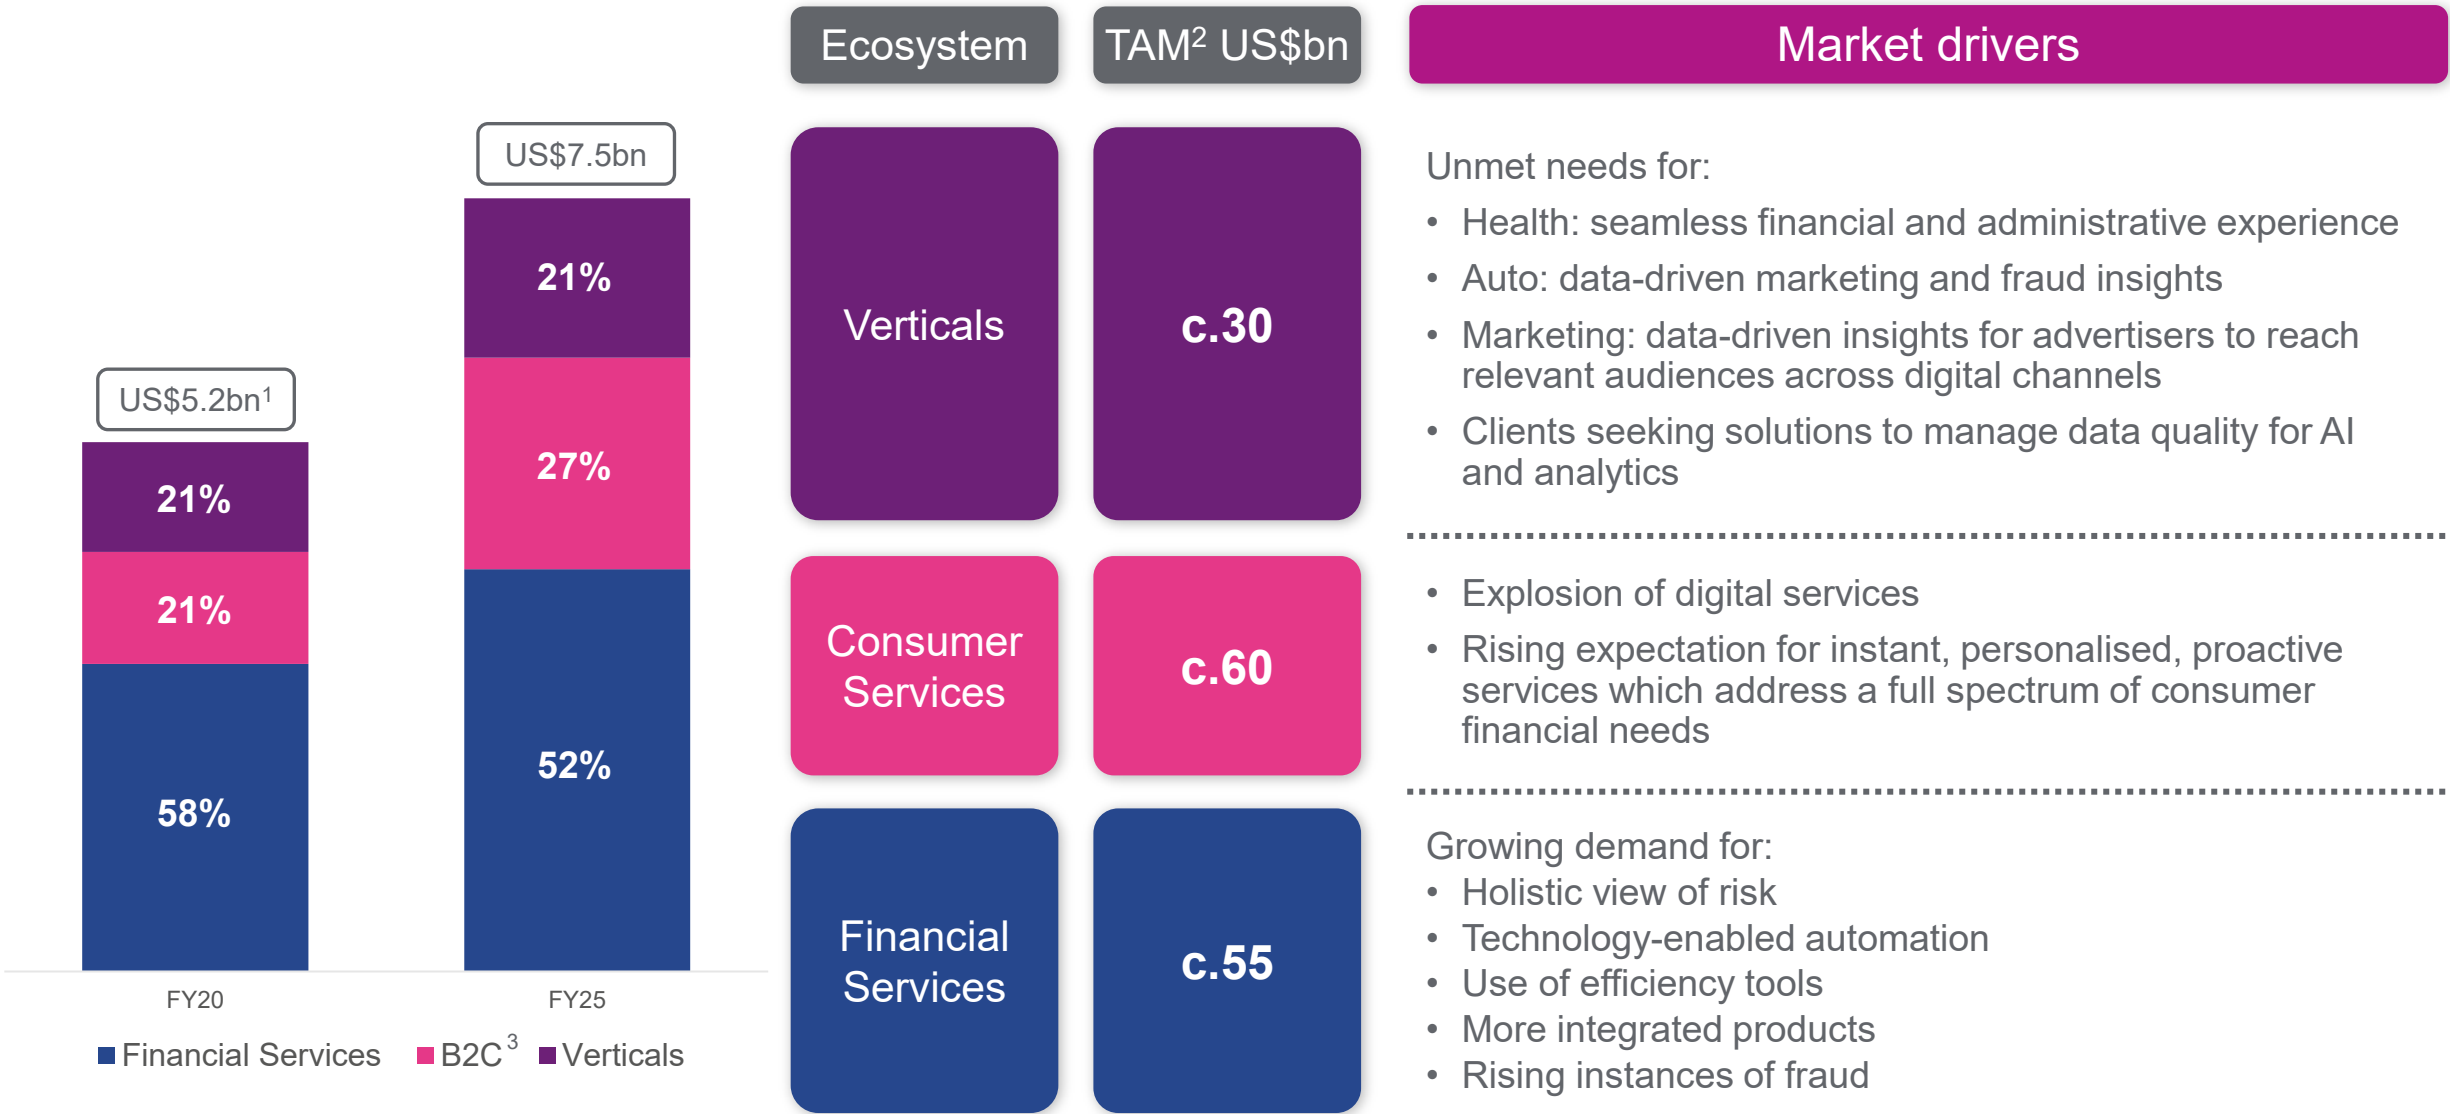 US$5.2bn1
21%
21%
58%
FY20
US$7.5bn
21%
27%
52%
FY25
Financial Services
B2C3
Verticals
Ecosystem
TAM2 US$bn
Market drivers
Verticals
c.30
Unmet needs for:
• Health: seamless financial and administrative experience
• Auto: data-driven marketing and fraud insights
• Marketing: data-driven insights for advertisers to reach
relevant audiences across digital channels
• Clients seeking solutions to manage data quality for AI
and analytics
Consumer
Services
c.60
• Explosion of digital services
• Rising expectation for instant, personalised, proactive
services which address a full spectrum of consumer
financial needs
Financial
Services
c.55
Growing demand for:
• Holistic view of risk
• Technology-enabled automation
• Use of efficiency tools
• More integrated products
• Rising instances of fraud